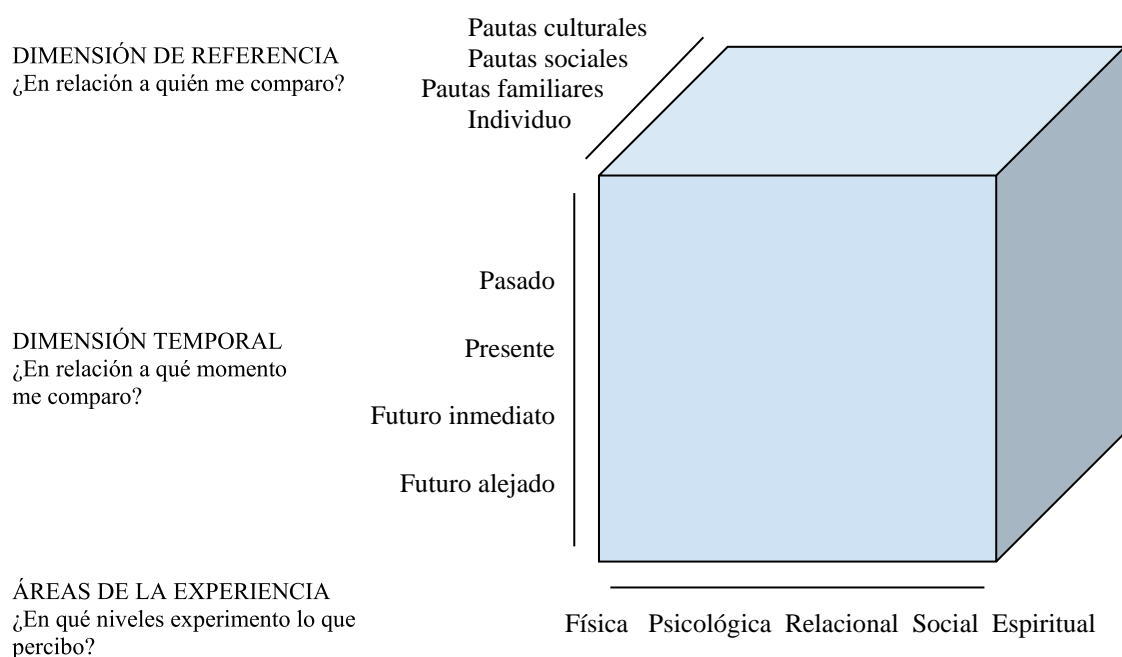 DIMENSIÓN DE REFERENCIA
¿En relación a quién me comparo?
Pautas culturales
Pautas sociales
Pautas familiares
Individuo
DIMENSIÓN TEMPORAL
¿En relación a qué momento
me comparo?
Pasado
Presente
Futuro inmediato
Futuro alejado
ÁREAS DE LA EXPERIENCIA
¿En qué niveles experimento lo que
percibo?
Física Psicológica Relacional Social Espiritual